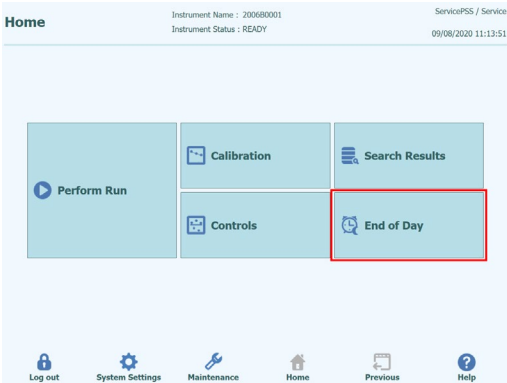 Home
Instrument Name : 2006B0001
Instrument Status : READY
ServicePSS / Service
09/08/2020 11:13:51
Perform Run
Calibration
Search Results
Controls
End of Day
Log out
System Settings
Maintenance
Home
Previous
Help